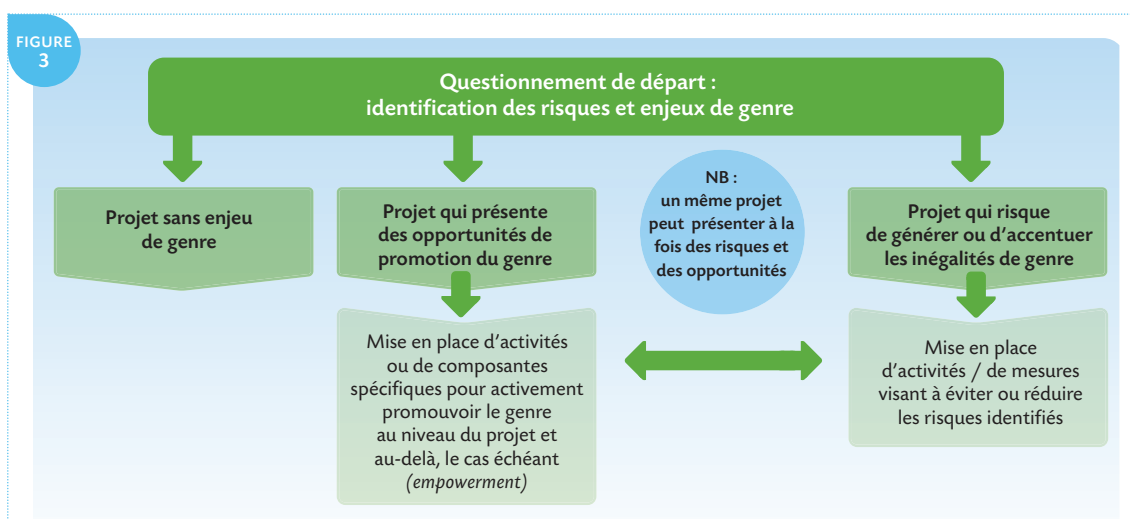 FIGURE
3
Questionnement de départ :
identification des risques et enjeux de genre
Projet sans enjeu
de genre
Projet qui présente
des opportunités de
promotion du genre
NB :
un même projet
peut présenter à la
fois des risques et
des opportunités
Projet qui risque
de générer ou d’accentuer
les inégalités de genre
Mise en place d’activités
ou de composantes
spécifiques pour activement
promouvoir le genre
au niveau du projet et
au-delà, le cas échéant
(empowerment)
Mise en place
d’activités / de mesures
visant à éviter ou réduire
les risques identifiés